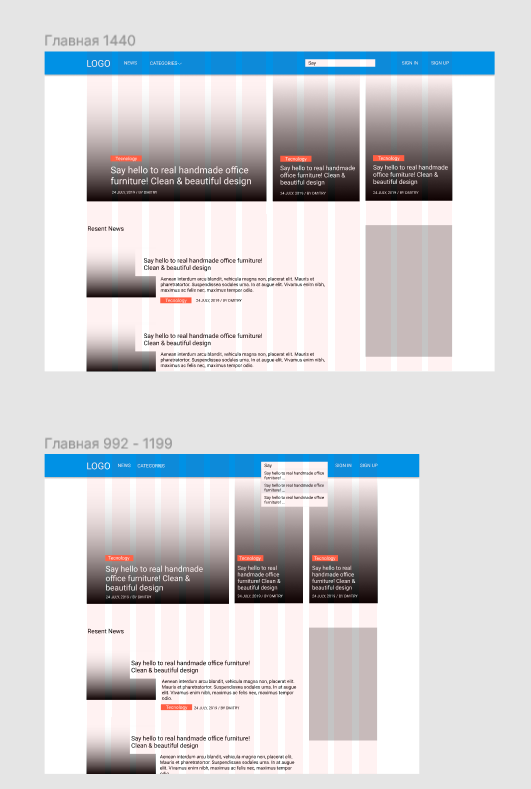 Главная 1440
LOGO NEWS CATEGORIES Say SIGN IN SIGN UP
Tecnology
Say hello to real handmade office
furniture! Clean & beautiful design
24 JULY, 2019 / BY DMITRY
Tecnology
Say hello to real handmade
office furniture! Clean &
beautiful design
24 JULY, 2019 / BY DMITRY
Tecnology
Say hello to real handmade
office furniture! Clean &
beautiful design
24 JULY, 2019 / BY DMITRY
Recent News
Say hello to real handmade office furniture!
Clean & beautiful design
Aenean interdum arcu blandit, vehicula magna non, placerat elit. Mauris et
pharetratortor. Suspendissea sodales urna. In at augue elit. Vivamus enim nibh,
maximus ac felis nec, maximus tempor odio.
Tecnology 24 JULY, 2019 / BY DMITRY
Say hello to real handmade office furniture!
Clean & beautiful design
Aenean interdum arcu blandit, vehicula magna non, placerat elit. Mauris et
pharetratortor. Suspendissea sodales urna. In at augue elit. Vivamus enim nibh,
maximus ac felis nec, maximus tempor odio.
Главная 992 - 1199
LOGO NEWS CATEGORIES Say SIGN IN SIGN UP
Say hello to real handmade office
furniture! ...
Say hello to real handmade office
furniture! ...
Say hello to real handmade office
furniture! ...
Tecnology
Say hello to real handmade
office furniture! Clean &
beautiful design
24 JULY, 2019 / BY DMITRY
Tecnology
Say hello to real
handmade office
furniture! Clean &
beautiful design
24 JULY, 2019 / BY DMITRY
Tecnology
Say hello to real
handmade office
furniture! Clean &
beautiful design
24 JULY, 2019 / BY DMITRY
Recent News
Say hello to real handmade office furniture!
Clean & beautiful design
Aenean interdum arcu blandit, vehicula magna non, placerat elit.
Mauris et pharetratortor. Suspendissea sodales urna. In at augue
elit. Vivamus enim nibh, maximus ac felis nec, maximus tempor
odio.
Tecnology 24 JULY, 2019 / BY DMITRY
Say hello to real handmade office furniture!
Clean & beautiful design
Aenean interdum arcu blandit, vehicula magna non, placerat elit.
Mauris et pharetratortor. Suspendissea sodales urna. In at augue
elit. Vivamus enim nibh, maximus ac felis nec, maximus tempor